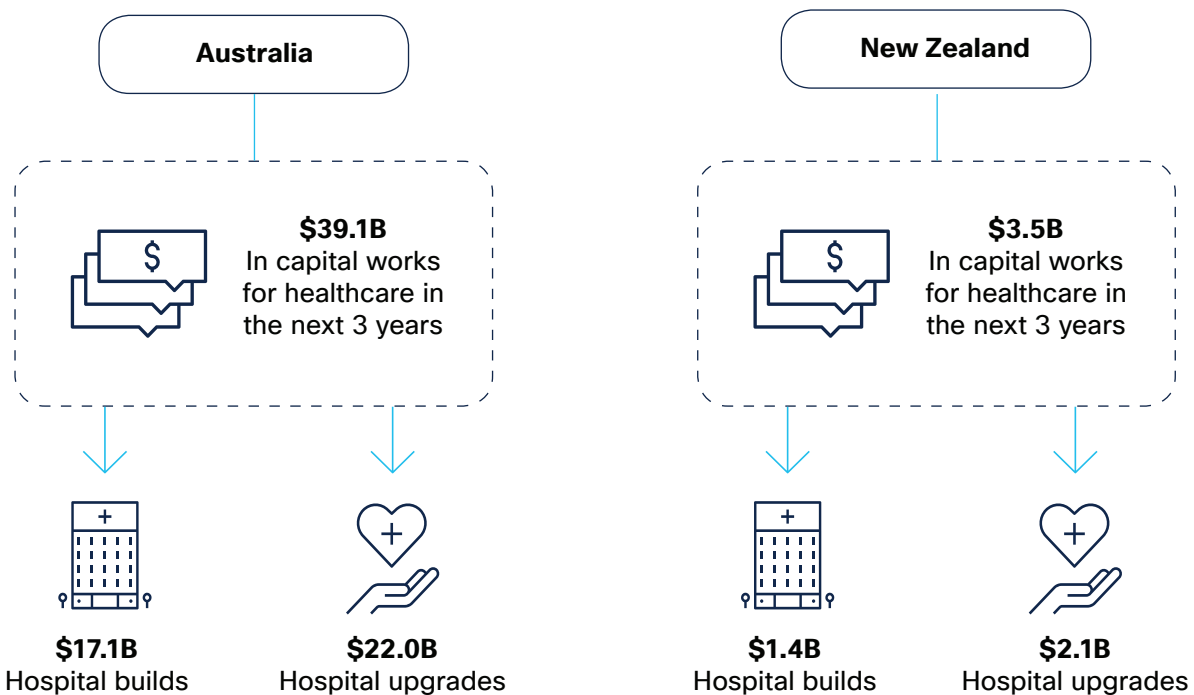 Australia
$
$39.1B
In capital works
for healthcare in
the next 3 years
$17.1B
Hospital builds
$22.0B
Hospital upgrades
New Zealand
$
$3.5B
In capital works
for healthcare in
the next 3 years
$1.4B
Hospital builds
$2.1B
Hospital upgrades